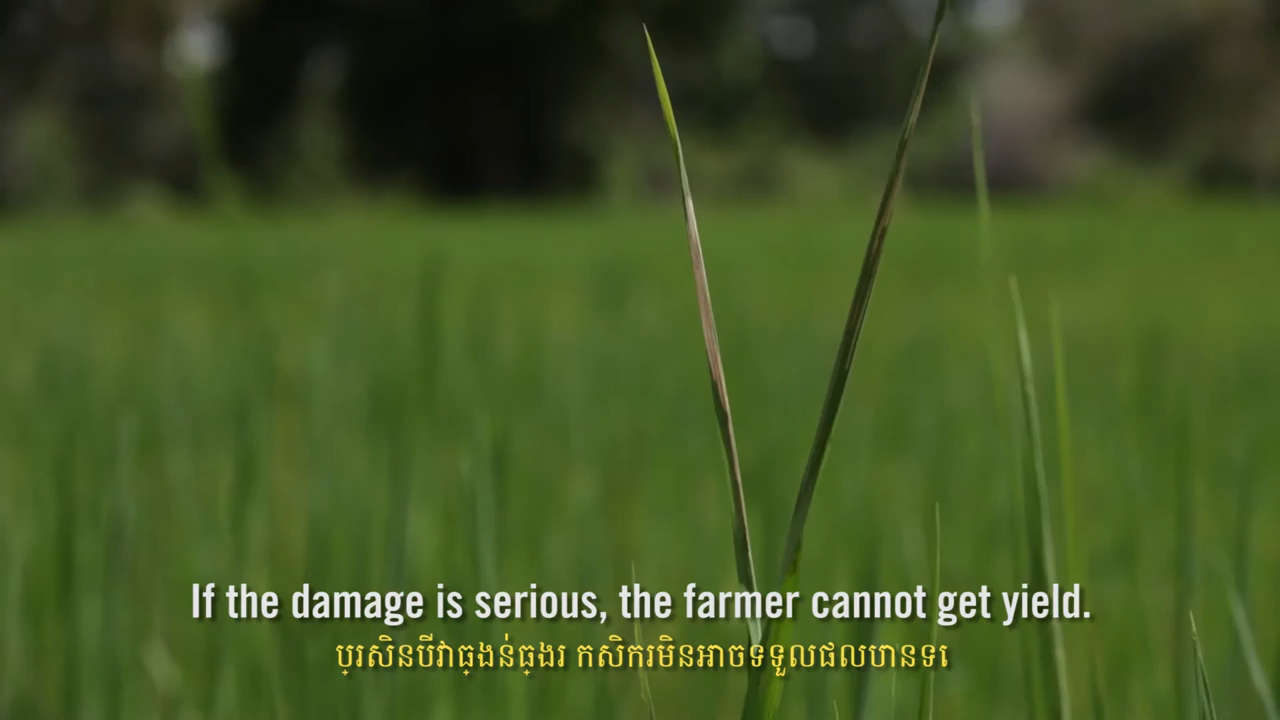 If the damage is serious, the farmer cannot get yield.
ប្រសិនបើវាធ្ងន់ធ្ងរ កសិករមិនអាចទទួលផលបានទេ